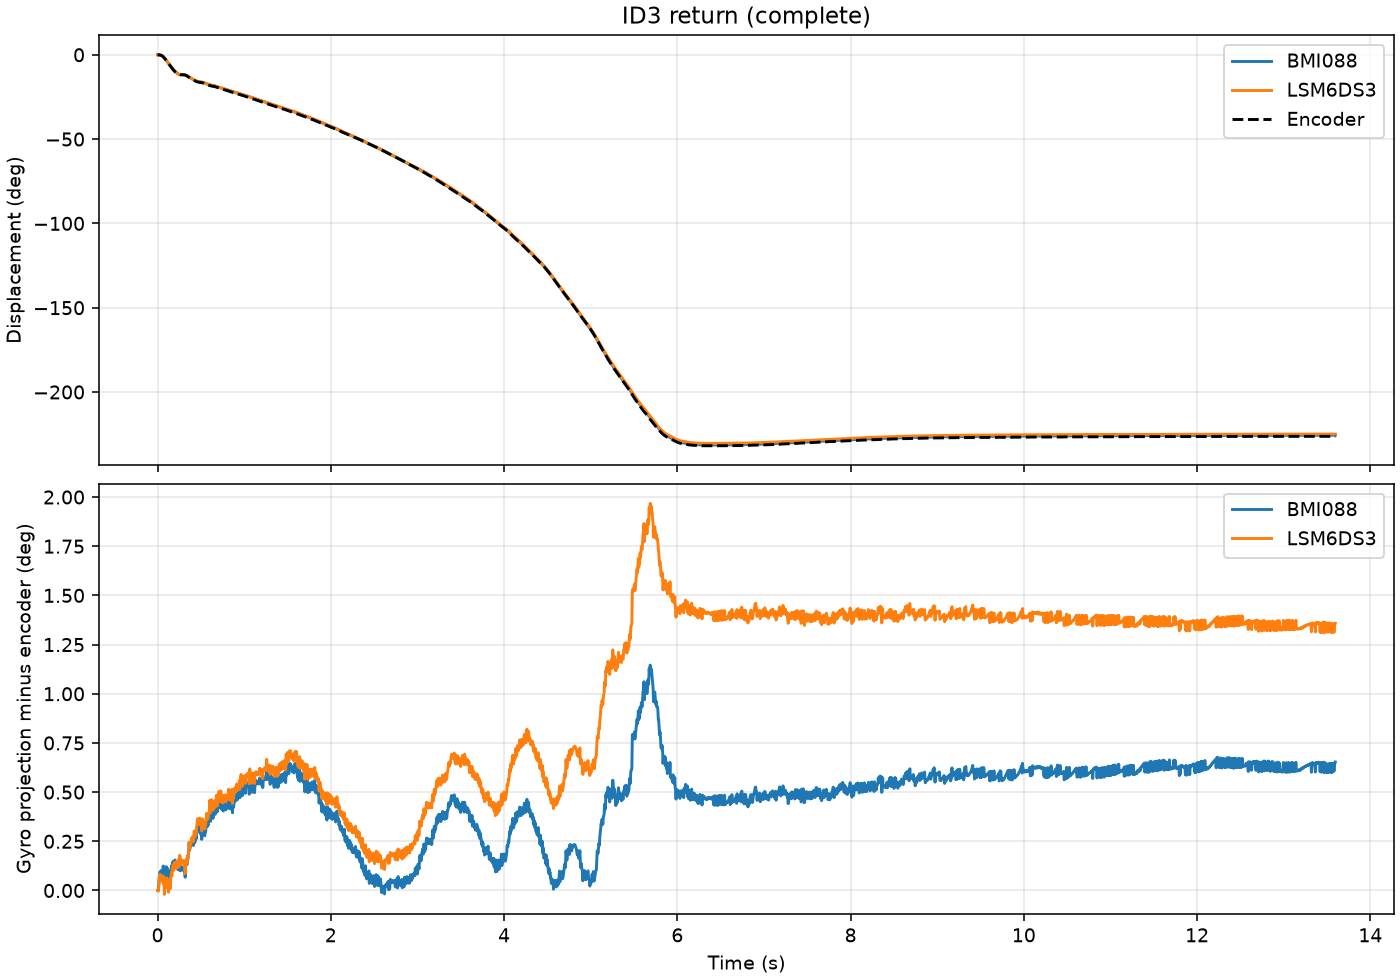 ID3 return (complete)
BMI088
LSM6DS3
Encoder
Displacement (deg)
0
−50
−100
−150
−200
BMI088
LSM6DS3
Gyro projection minus encoder (deg)
2.00
1.75
1.50
1.25
1.00
0.75
0.50
0.25
0.00
0 2 4 6 8 10 12 14
Time (s)